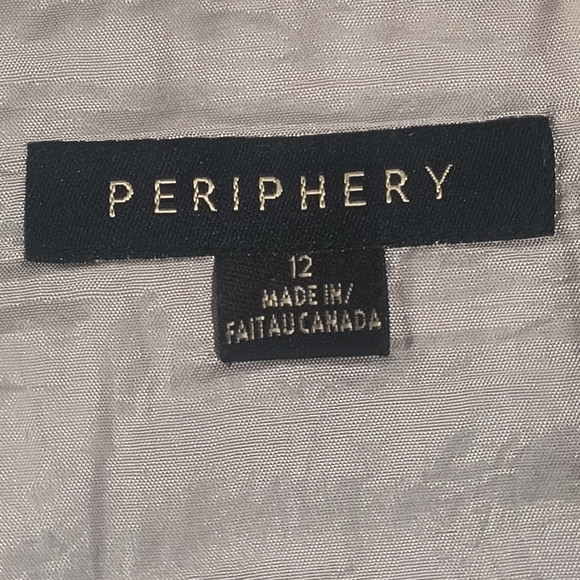 PERIPHERY
12
MADE IN/
FAIT AU CANADA